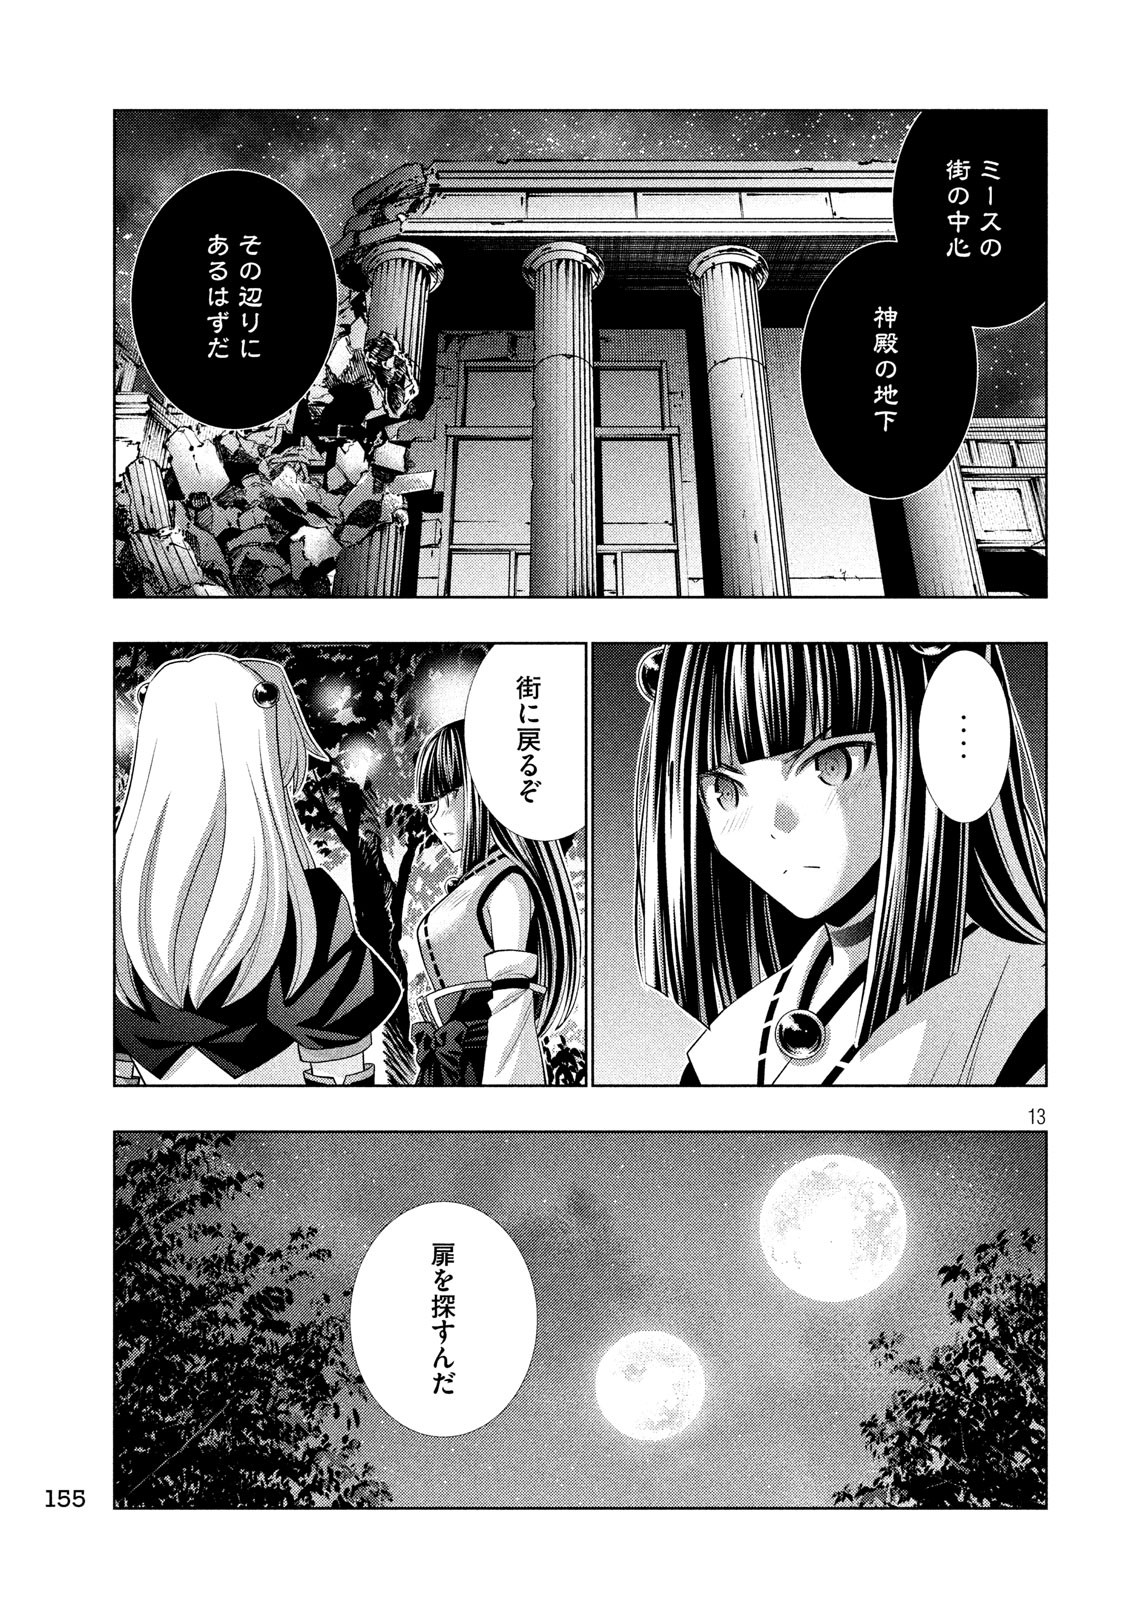 ミースの
街の中心
神殿の地下
その辺りに
あるはずだ
‥‥
街に戻るぞ
13
扉を探すんだ
155